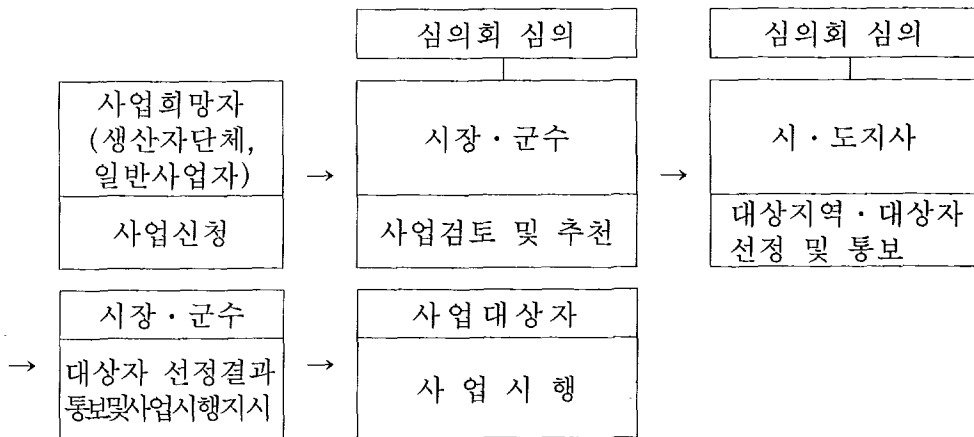 심의회 심의
심의회 심의
사업희망자
(생산자단체,
일반사업자)
→
시장·군수
→
시·도지사
사업신청
사업검토 및 추천
대상지역·대상자
선정 및 통보
→
시장·군수
→
사업대상자
대상자 선정결과
통보및사업시행지시
사 업 시 행